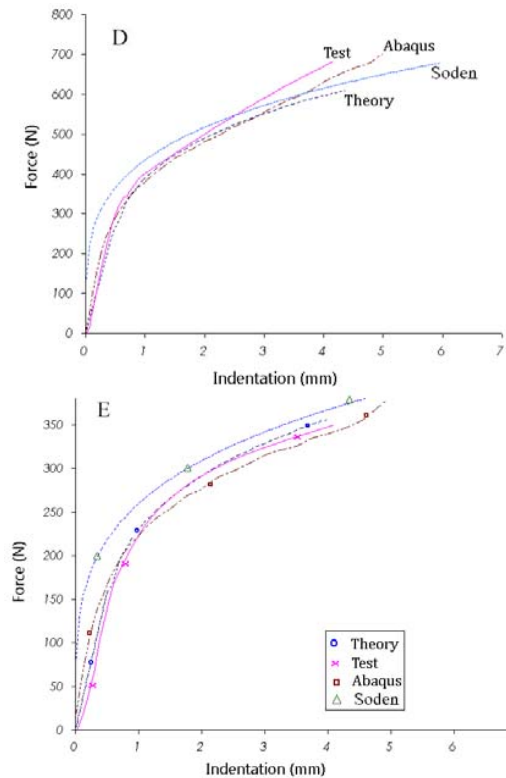 D
800
700
600
500
400
300
200
100
0
Force (N)
Test
Abaqus
Soden
Theory
0 1 2 3 4 5 6 7
Indentation (mm)
E
350
300
250
200
150
100
50
0
Force (N)
Theory
Test
Abaqus
Soden
0 1 2 3 4 5 6
Indentation (mm)